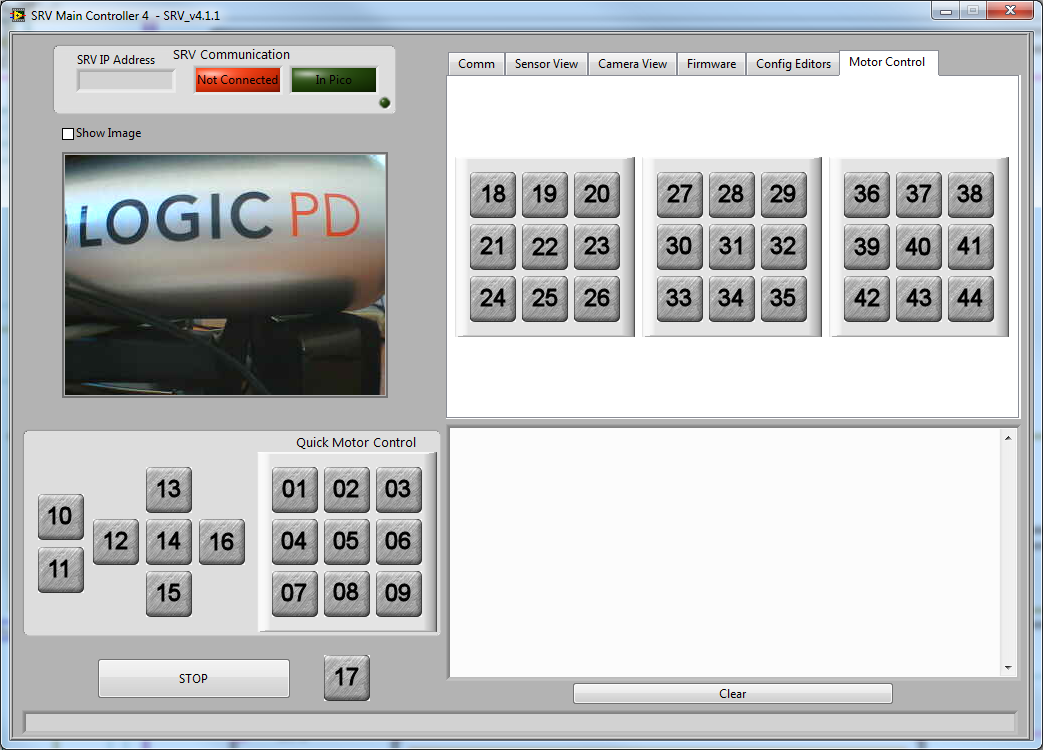 SRV Main Controller 4 - SRV_v4.1.1
SRV Communication
SRV IP Address
Not Connected
In Pico
Show Image
LOGIC PD
Comm
Sensor View
Camera View
Firmware
Config Editors
Motor Control
18 19 20
21 22 23
24 25 26
27 28 29
30 31 32
33 34 35
36 37 38
39 40 41
42 43 44
Quick Motor Control
10
11
13
12 14 16
15
01 02 03
04 05 06
07 08 09
STOP
17
Clear